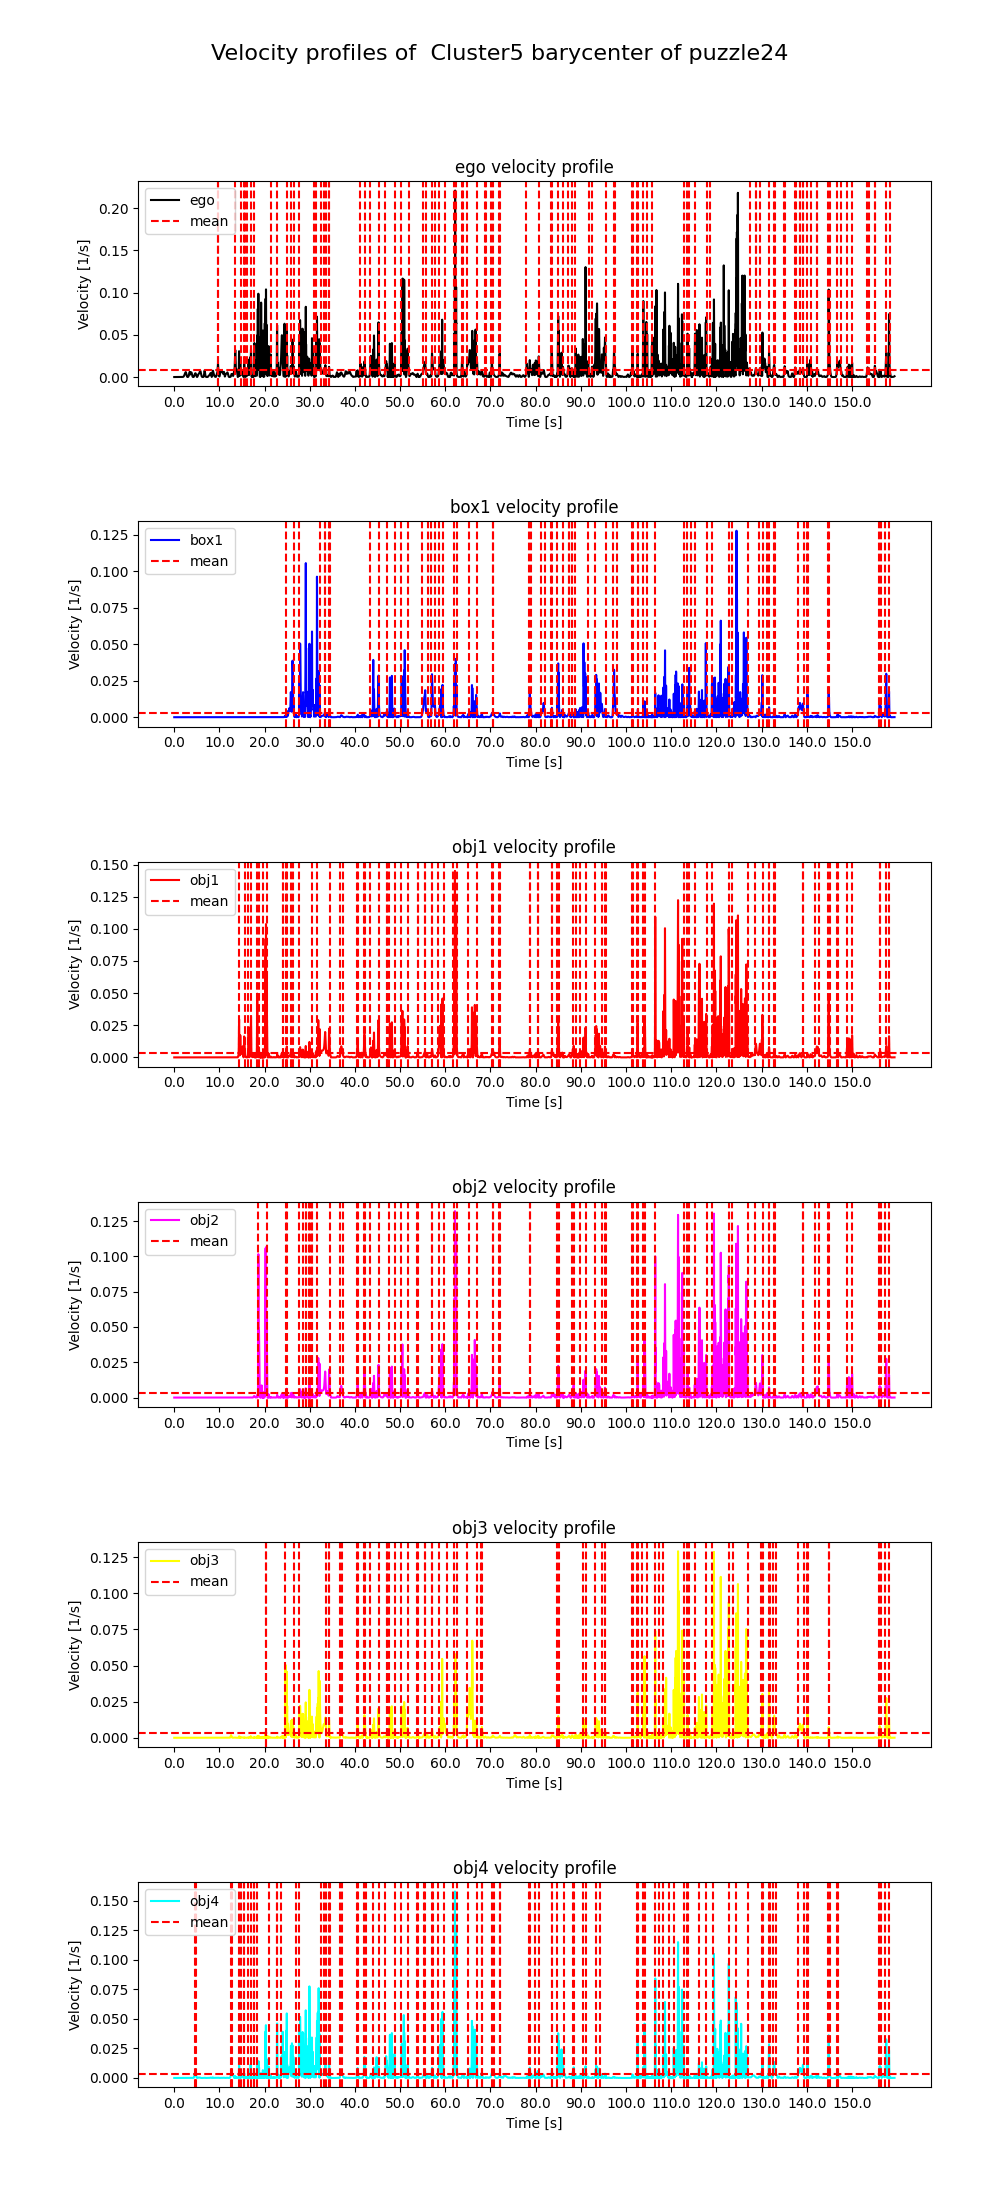 Velocity profiles of  Cluster5 barycenter of puzzle24
ego velocity profile
ego
mean
Velocity [1/s]
0.20
0.15
0.10
0.05
0.00
0.0 10.0 20.0 30.0 40.0 50.0 60.0 70.0 80.0 90.0 100.0 110.0 120.0 130.0 140.0 150.0
Time [s]
box1 velocity profile
box1
mean
Velocity [1/s]
0.125
0.100
0.075
0.050
0.025
0.000
0.0 10.0 20.0 30.0 40.0 50.0 60.0 70.0 80.0 90.0 100.0 110.0 120.0 130.0 140.0 150.0
Time [s]
obj1 velocity profile
obj1
mean
Velocity [1/s]
0.150
0.125
0.100
0.075
0.050
0.025
0.000
0.0 10.0 20.0 30.0 40.0 50.0 60.0 70.0 80.0 90.0 100.0 110.0 120.0 130.0 140.0 150.0
Time [s]
obj2 velocity profile
obj2
mean
Velocity [1/s]
0.125
0.100
0.075
0.050
0.025
0.000
0.0 10.0 20.0 30.0 40.0 50.0 60.0 70.0 80.0 90.0 100.0 110.0 120.0 130.0 140.0 150.0
Time [s]
obj3 velocity profile
obj3
mean
Velocity [1/s]
0.125
0.100
0.075
0.050
0.025
0.000
0.0 10.0 20.0 30.0 40.0 50.0 60.0 70.0 80.0 90.0 100.0 110.0 120.0 130.0 140.0 150.0
Time [s]
obj4 velocity profile
obj4
mean
Velocity [1/s]
0.150
0.125
0.100
0.075
0.050
0.025
0.000
0.0 10.0 20.0 30.0 40.0 50.0 60.0 70.0 80.0 90.0 100.0 110.0 120.0 130.0 140.0 150.0
Time [s]